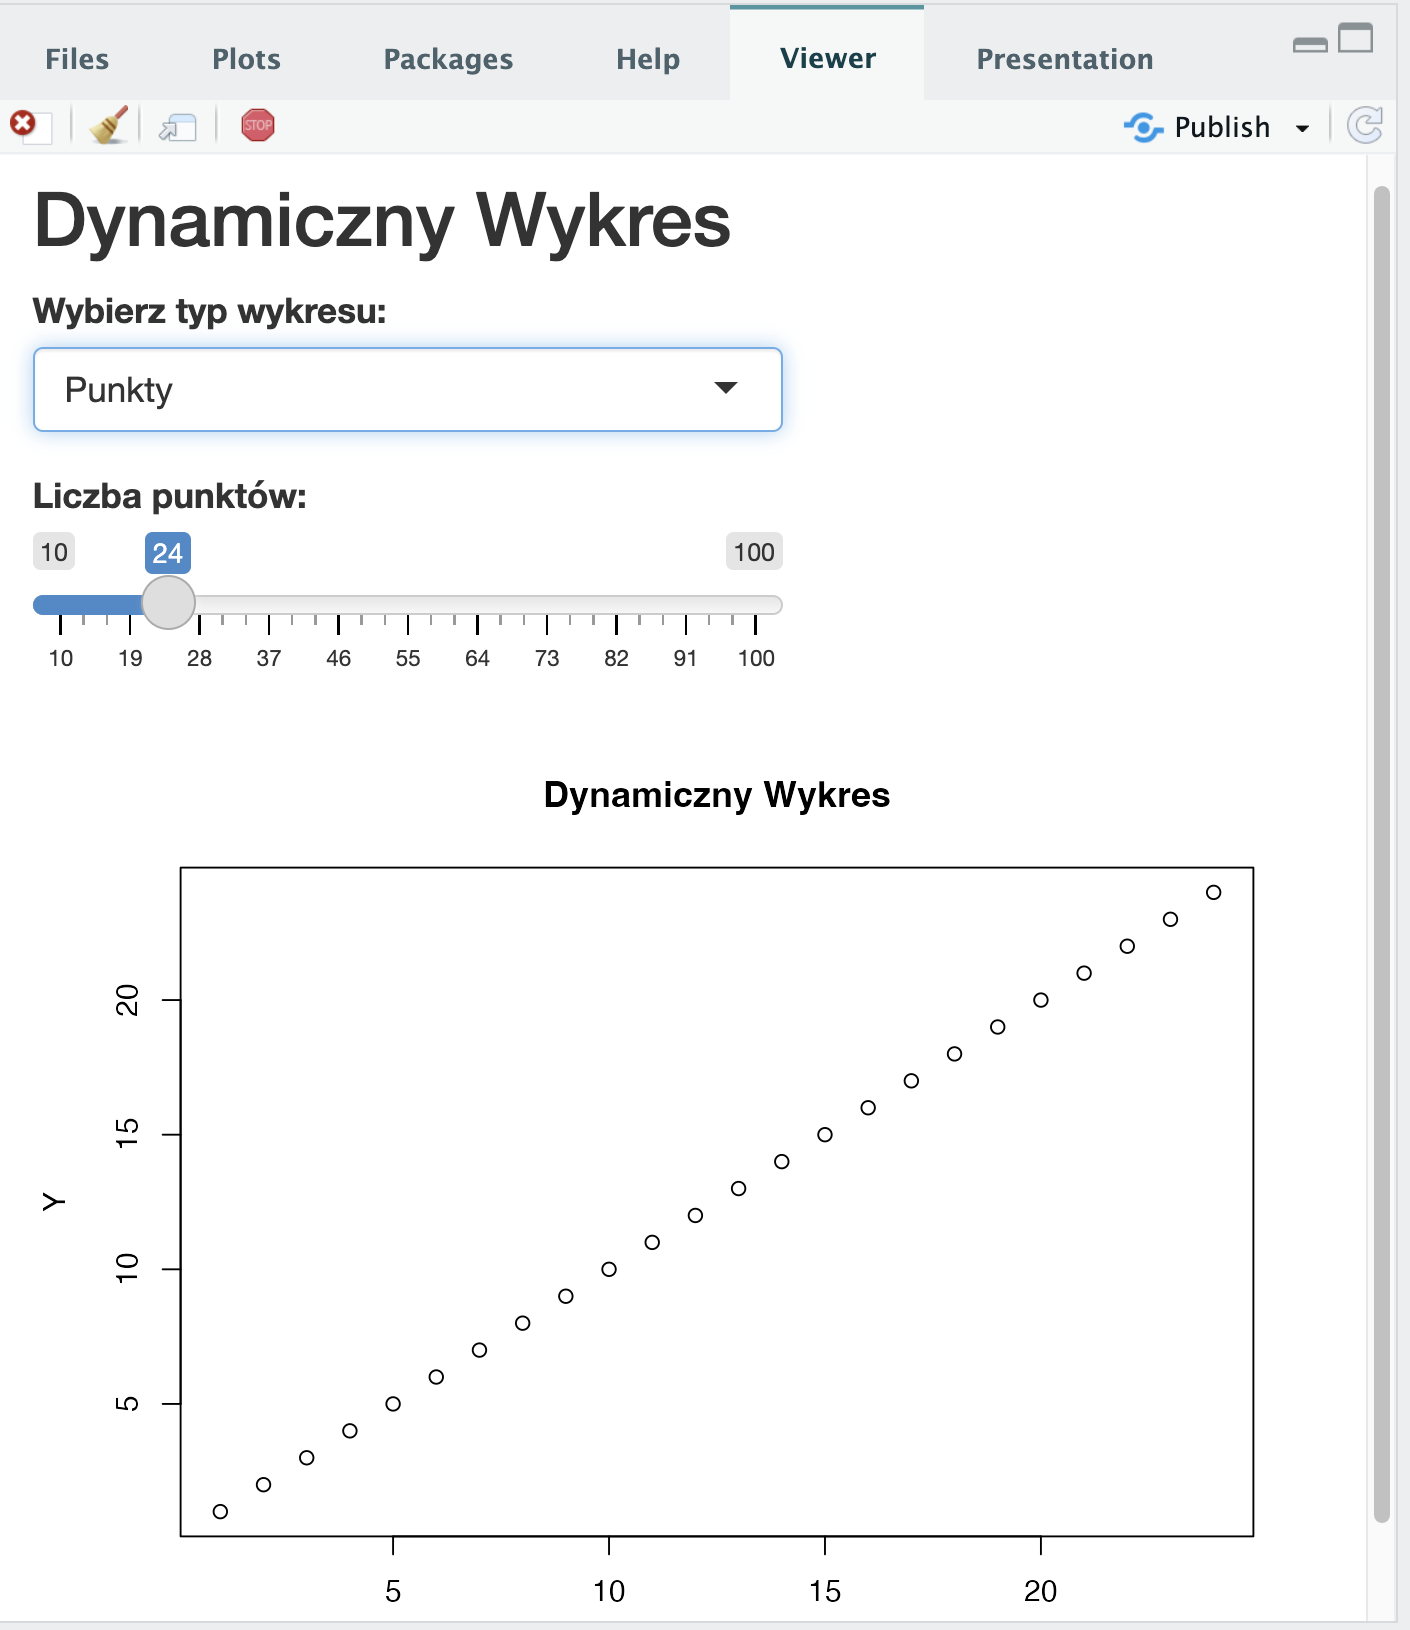 Files Plots Packages Help Viewer Presentation
STOP Publish
Dynamiczny Wykres
Wybierz typ wykresu:
Punkty
Liczba punktów:
10 24 100
10 19 28 37 46 55 64 73 82 91 100
Dynamiczny Wykres
20
15
Y
10
5
5 10 15 20